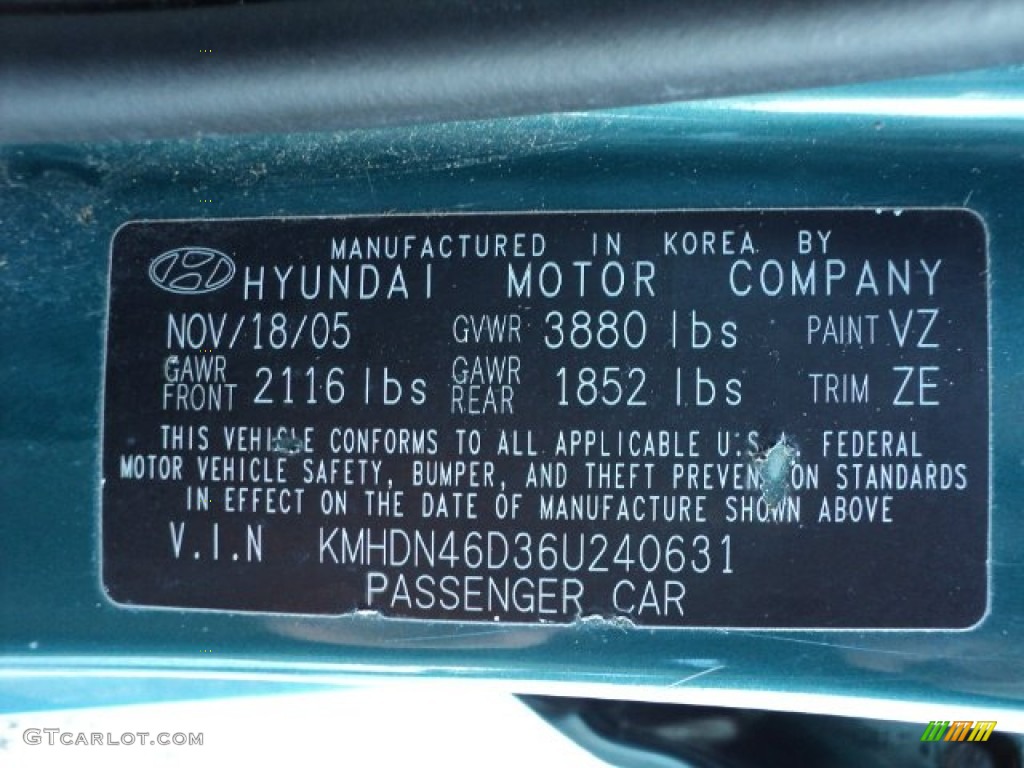 MANUFACTURED IN KOREA BY
HYUNDAI MOTOR COMPANY
NOV/18/05 GVWR 3880 lbs PAINT VZ
GAWR FRONT 2116 lbs GAWR REAR 1852 lbs TRIM ZE
THIS VEHICLE CONFORMS TO ALL APPLICABLE U.S.A. FEDERAL
MOTOR VEHICLE SAFETY, BUMPER, AND THEFT PREVENTION STANDARDS
IN EFFECT ON THE DATE OF MANUFACTURE SHOWN ABOVE
V.I.N KMHDN46D36U240631
PASSENGER CAR
GTCARLOT.COM